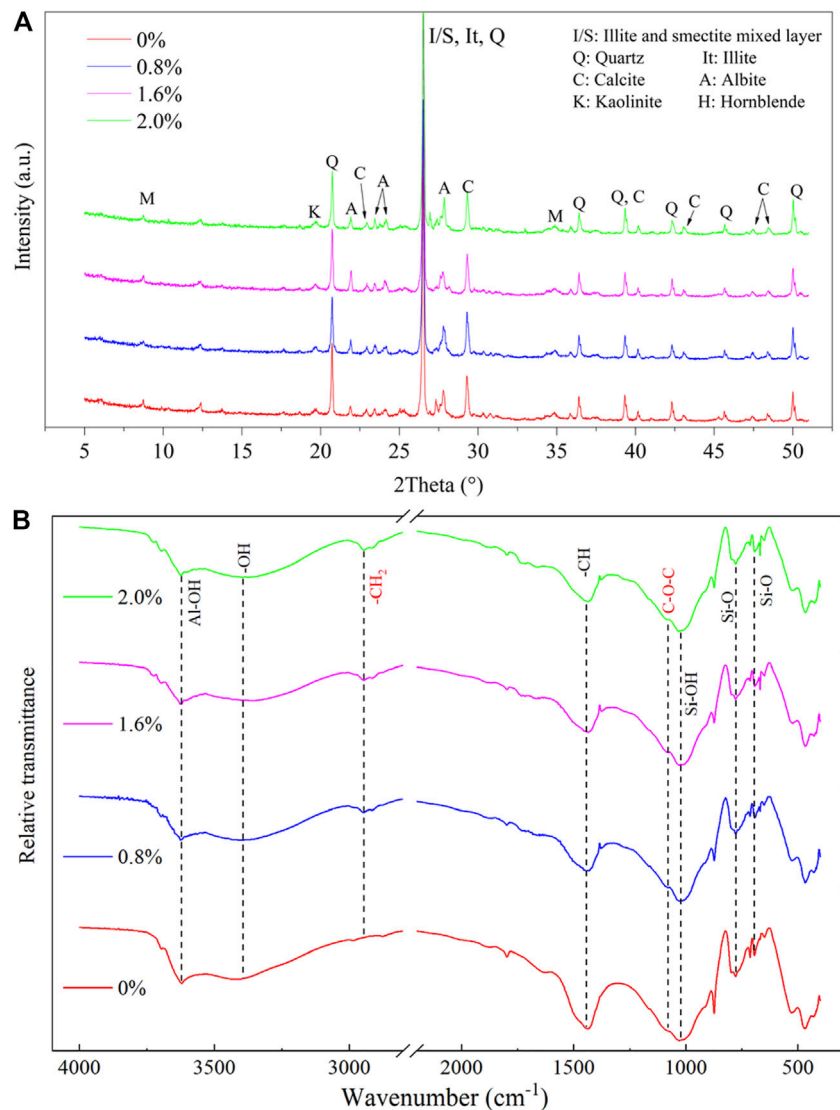 A
0%
0.8%
1.6%
2.0%
I/S, It, Q
I/S: Illite and smectite mixed layer
Q: Quartz It: Illite
C: Calcite A: Albite
K: Kaolinite H: Hornblende
M
K
Q
A
C
A
A
C
M
Q
Q, C
Q
C
Q
C
Q
Intensity (a.u.)
5 10 15 20 25 30 35 40 45 50
2Theta (°)
B
Al-OH
-OH
-CH2
-CH
C-O-C
Si-OH
Si-O
Si-O
2.0%
1.6%
0.8%
0%
Relative transmittance
4000 3500 3000 2000 1500 1000 500
Wavenumber (cm-1)